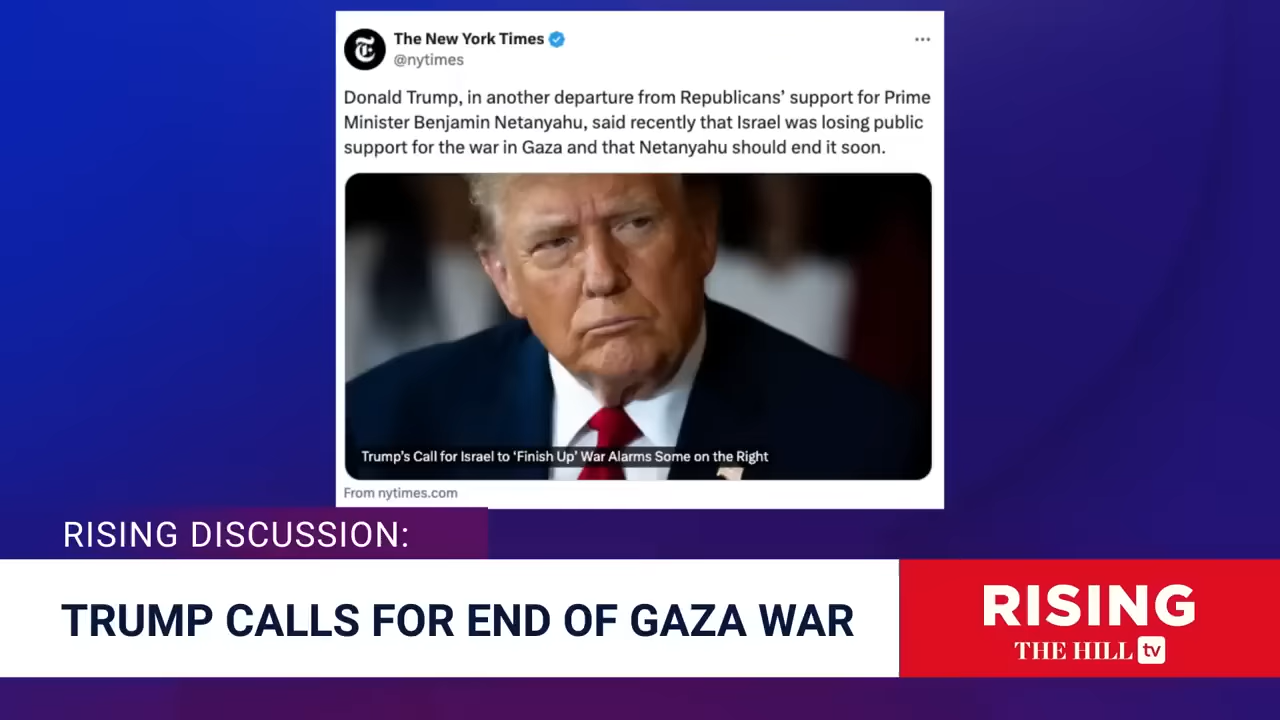 The New York Times
@nytimes
Donald Trump, in another departure from Republicans’ support for Prime
Minister Benjamin Netanyahu, said recently that Israel was losing public
support for the war in Gaza and that Netanyahu should end it soon.
Trump's Call for Israel to ‘Finish Up’ War Alarms Some on the Right
From nytimes.com
RISING DISCUSSION:
TRUMP CALLS FOR END OF GAZA WAR
RISING
THE HILL tv